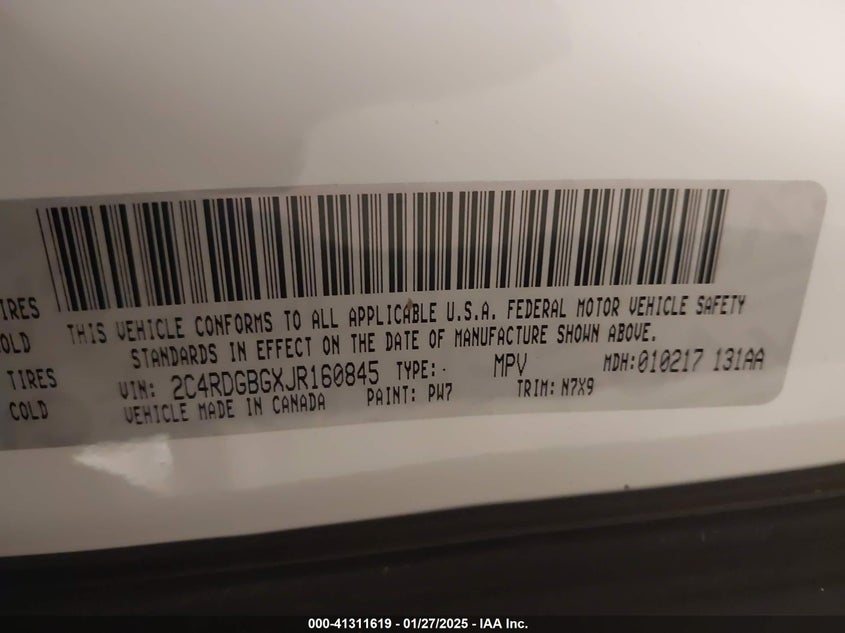 TIRES
THIS VEHICLE CONFORMS TO ALL APPLICABLE U.S.A. FEDERAL MOTOR VEHICLE SAFETY
COLD
STANDARDS IN EFFECT ON THE DATE OF MANUFACTURE SHOWN ABOVE.
TIRES
VIN: 2C4RDGBGXJR160845 TYPE: MPV MDH:010217 131AA
COLD
VEHICLE MADE IN CANADA PAINT: PW7 TRIM: N7X9
000-41311619 - 01/27/2025 - IAA Inc.